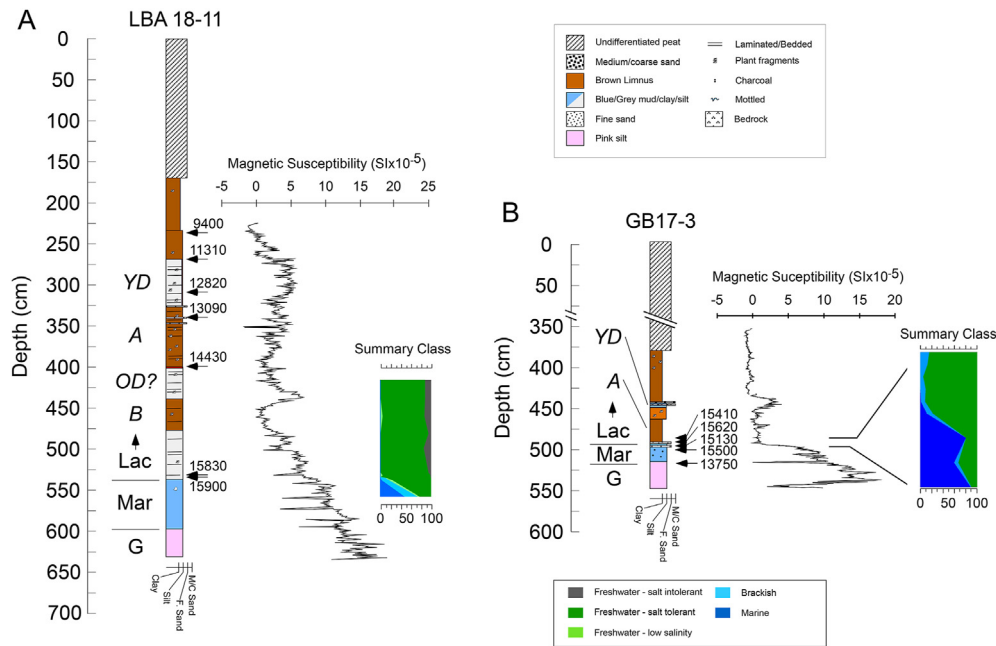 A
LBA 18-11
0
50
100
150
200
250
300
350
400
450
500
550
600
650
700
Depth (cm)
YD
A
OD?
B
Lac
Mar
G
9400
11310
12820
13090
14430
15830
15900
Clay
Silt
F. Sand
M/C Sand
Magnetic Susceptibility (SIx10-5)
-5 0 5 10 15 20 25
Summary Class
0 100
Undifferentiated peat
Medium/coarse sand
Brown Limnus
Blue/Grey mud/clay/silt
Fine sand
Pink silt
Laminated/Bedded
Plant fragments
Charcoal
Mottled
Bedrock
B
GB17-3
0
50
350
400
450
500
550
600
Depth (cm)
YD
A
Lac
Mar
G
15410
15620
15130
15500
13750
Clay
Silt
F. Sand
M/C Sand
Magnetic Suceptibility (SIx10-5)
-5 0 5 10 15 20
Summary Class
0 100
Freshwater - salt intolerant
Freshwater - salt tolerant
Freshwater - low salinity
Brackish
Marine